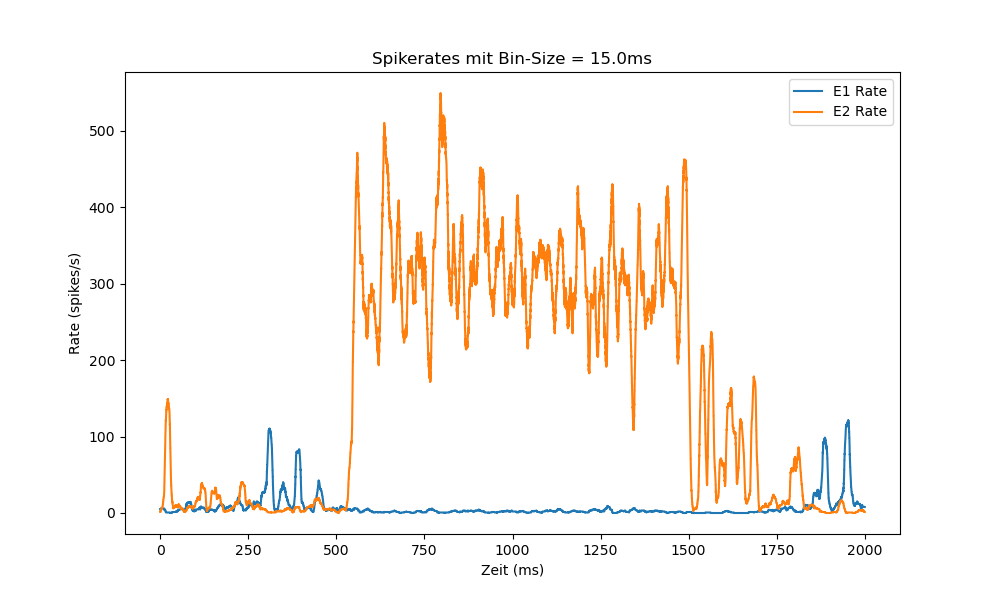 Spikerates mit Bin-Size = 15.0ms
E1 Rate
E2 Rate
Rate (spikes/s)
500
400
300
200
100
0
0 250 500 750 1000 1250 1500 1750 2000
Zeit (ms)